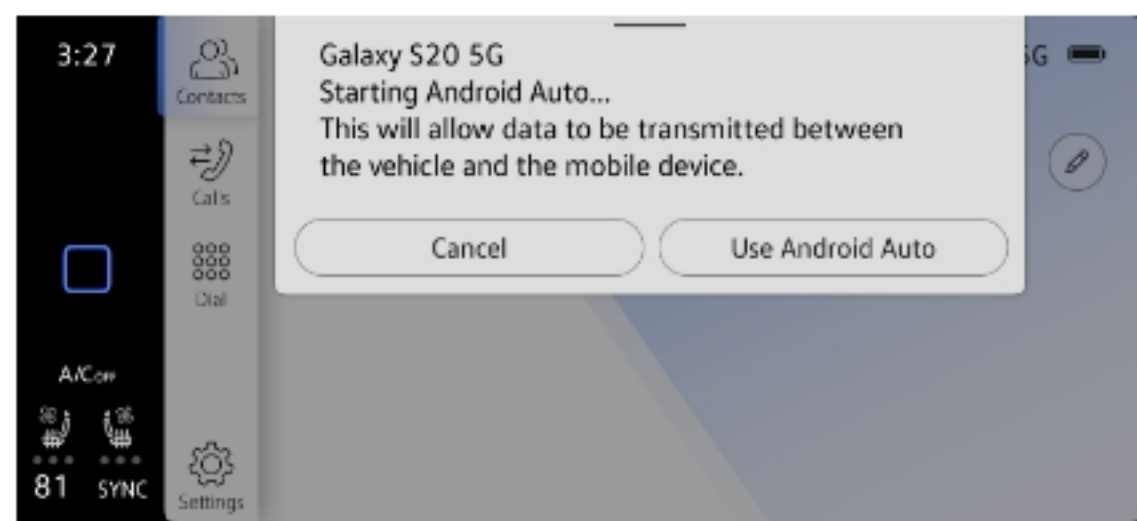 3:27
Contacts
Calls
Dial
Settings
A/C OFF
81 SYNC
Galaxy S20 5G
Starting Android Auto...
This will allow data to be transmitted between
the vehicle and the mobile device.
Cancel
Use Android Auto
5G